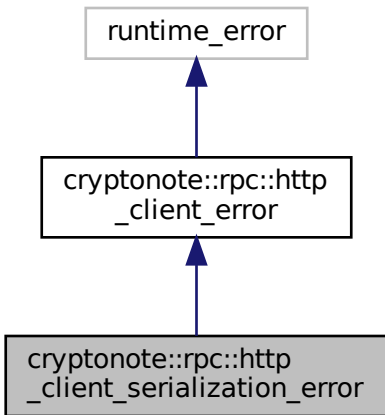 runtime_error
cryptonote::rpc::http
_client_error
cryptonote::rpc::http
_client_serialization_error